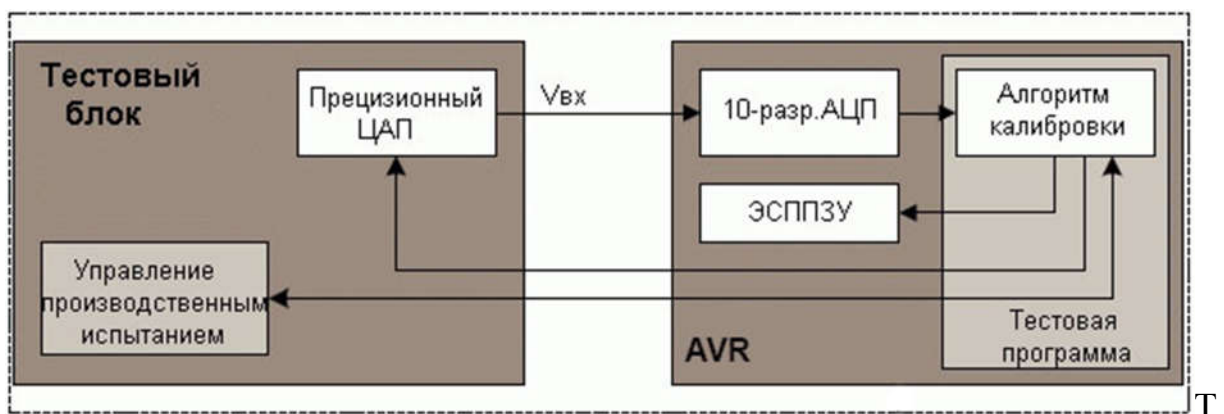 Тестовый
блок
Прецизионный
ЦАП
Vвх
10-разр.АЦП
Алгоритм
калибровки
ЭСППЗУ
Управление
производственным
испытанием
AVR
Тестовая
программа
Т